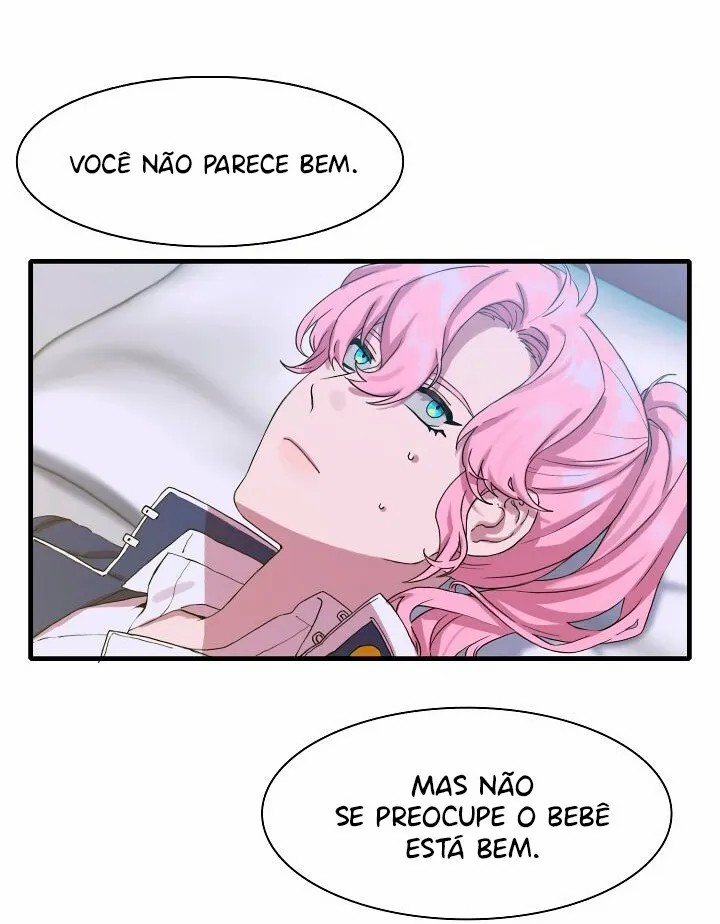 VOCÊ NÃO PARECE BEM.
MAS NÃO
SE PREOCUPE O BEBÊ
ESTÁ BEM.